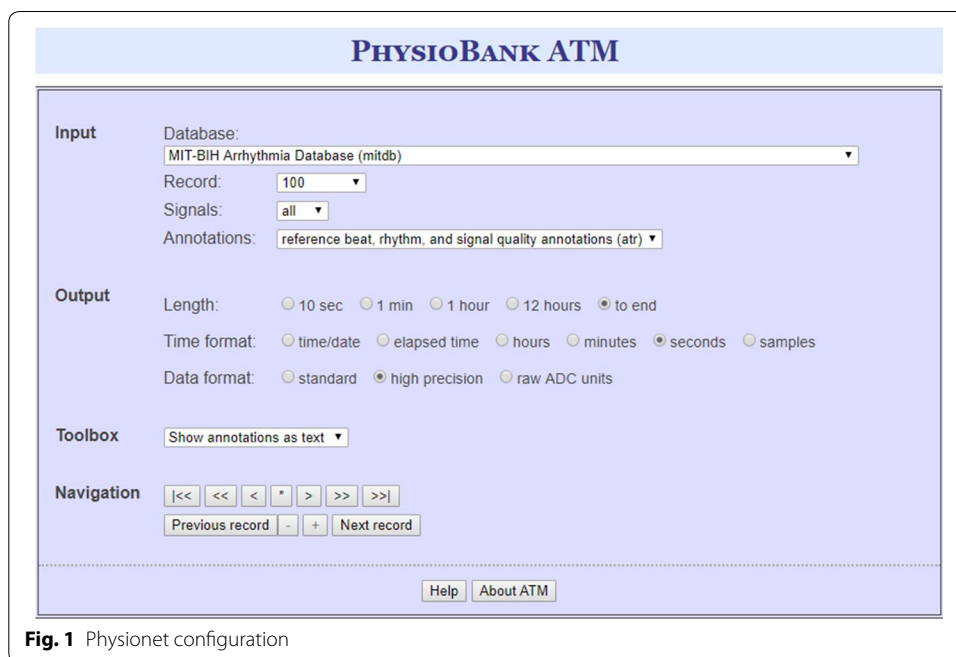 PHYSIOBANK ATM
Input
Database:
MIT-BIH Arrhythmia Database (mitdb)
Record: 100
Signals: all
Annotations: reference beat, rhythm, and signal quality annotations (atr)
Output
Length: 10 sec 1 min 1 hour 12 hours to end
Time format: time/date elapsed time hours minutes seconds samples
Data format: standard high precision raw ADC units
Toolbox Show annotations as text
Navigation |<< << < * > >> >>|
Previous record - + Next record
Help About ATM
Fig. 1 Physionet configuration